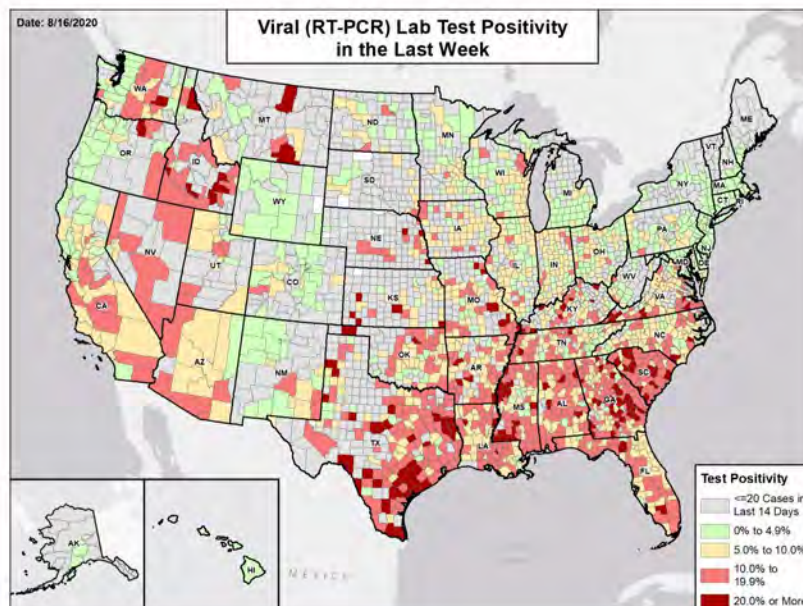 Date: 8/16/2020
Viral (RT-PCR) Lab Test Positivity
in the Last Week
WA
MT
ND
MN
ME
OR
ID
SD
WI
MI
VT
NH
NY
MA
CT
RI
WY
NE
IA
PA
NJ
NV
UT
CO
IL
IN
OH
MD
DE
CA
KS
MO
WV
VA
KY
AZ
NM
OK
AR
TN
NC
SC
TX
LA
MS
AL
GA
FL
AK
HI
MEXICO
Test Positivity
<=20 Cases in
Last 14 Days
0% to 4.9%
5.0% to 10.0%
10.0% to
19.9%
20.0% or More